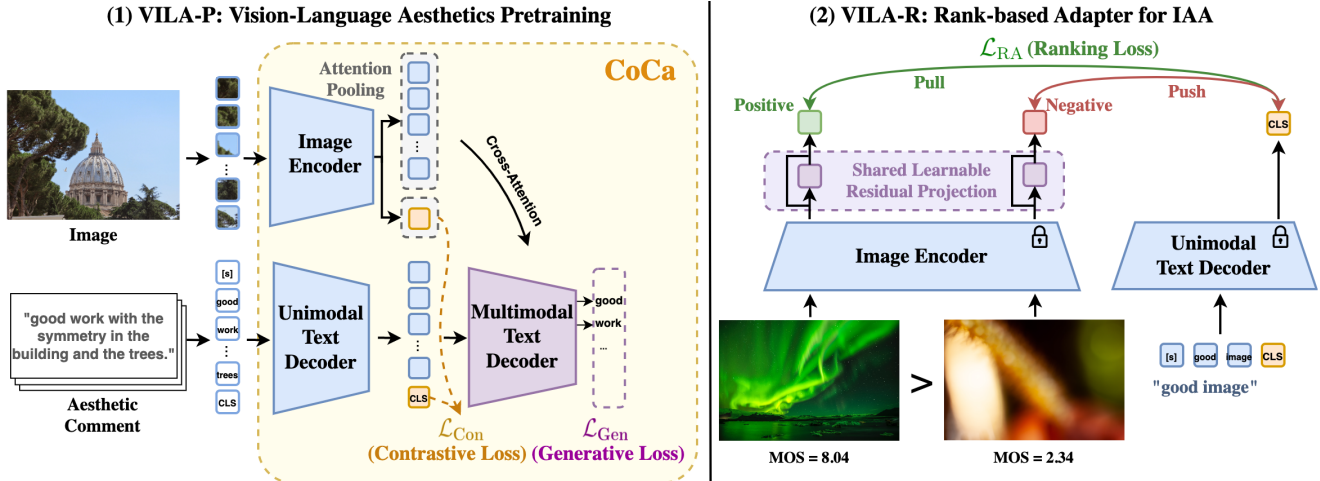 (1) VILA-P: Vision-Language Aesthetics Pretraining
CoCa
Attention
Pooling
Image
Encoder
Cross-Attention
Image
[s]
good
work
trees
CLS
"good work with the
symmetry in the
building and the trees."
Aesthetic
Comment
Unimodal
Text
Decoder
CLS
Multimodal
Text
Decoder
good
work
...
ℒCon
(Contrastive Loss)
ℒGen
(Generative Loss)
(2) VILA-R: Rank-based Adapter for IAA
ℒRA (Ranking Loss)
Pull
Push
Positive
Negative
CLS
Shared Learnable
Residual Projection
Image Encoder
Unimodal
Text Decoder
>
[s]
good
image
CLS
"good image"
MOS = 8.04
MOS = 2.34